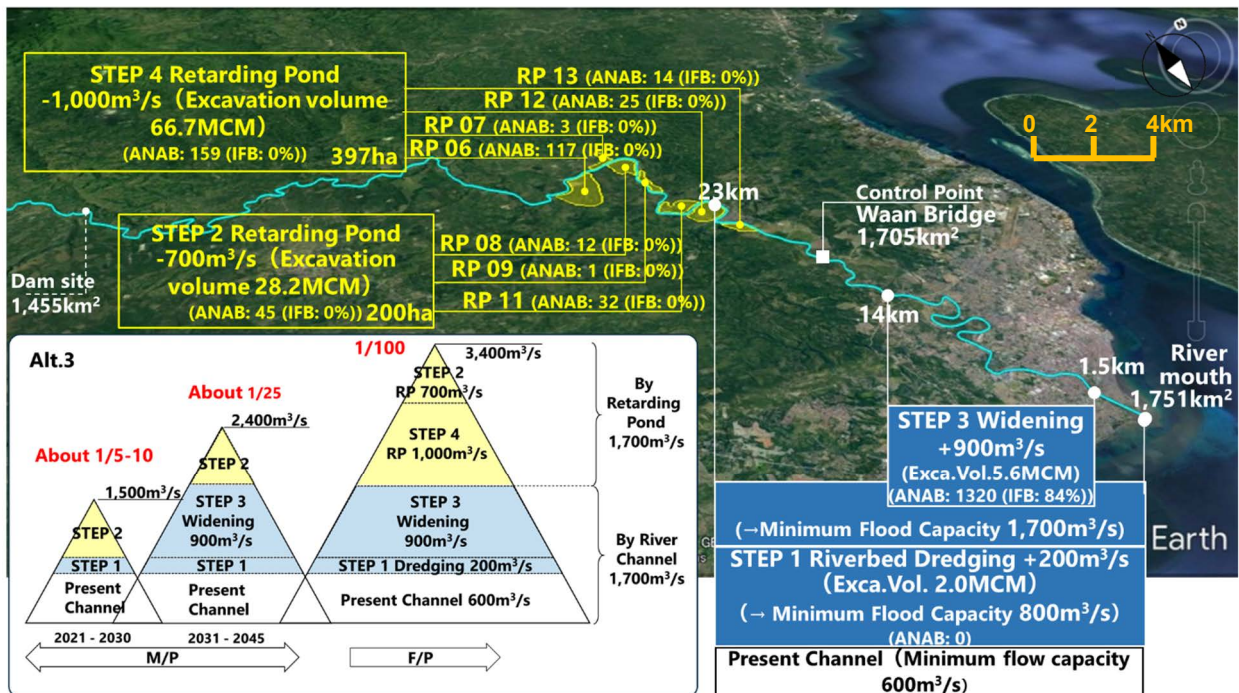 STEP 4 Retarding Pond
-1,000m³/s（Excavation volume
66.7MCM）
(ANAB: 159 (IFB: 0%)) 397ha
RP 13 (ANAB: 14 (IFB: 0%))
RP 12 (ANAB: 25 (IFB: 0%))
RP 07 (ANAB: 3 (IFB: 0%))
RP 06 (ANAB: 117 (IFB: 0%))
N
N
0 2 4km
23km
Control Point
Waan Bridge
1,705km²
STEP 2 Retarding Pond
-700m³/s（Excavation
volume 28.2MCM）
(ANAB: 45 (IFB: 0%)) 200ha
RP 08 (ANAB: 12 (IFB: 0%))
RP 09 (ANAB: 1 (IFB: 0%))
RP 11 (ANAB: 32 (IFB: 0%))
Dam site
1,455km²
14km
1.5km
River
mouth
1,751km²
STEP 3 Widening
+900m³/s
(Exca.Vol.5.6MCM)
(ANAB: 1320 (IFB: 84%))
(→Minimum Flood Capacity 1,700m³/s)
Earth
STEP 1 Riverbed Dredging +200m³/s
（Exca.Vol. 2.0MCM）
(→ Minimum Flood Capacity 800m³/s)
(ANAB: 0)
Present Channel（Minimum flow capacity
600m³/s）
Alt.3
About 1/5-10
1,500m³/s
STEP 2
STEP 1
Present
Channel
2021 - 2030
About 1/25
2,400m³/s
STEP 2
STEP 3
Widening
900m³/s
STEP 1
Present
Channel
2031 - 2045
M/P
1/100
3,400m³/s
STEP 2
RP 700m³/s
STEP 4
RP 1,000m³/s
STEP 3
Widening
900m³/s
STEP 1 Dredging 200m³/s
Present Channel 600m³/s
F/P
By
Retarding
Pond
1,700m³/s
By River
Channel
1,700m³/s